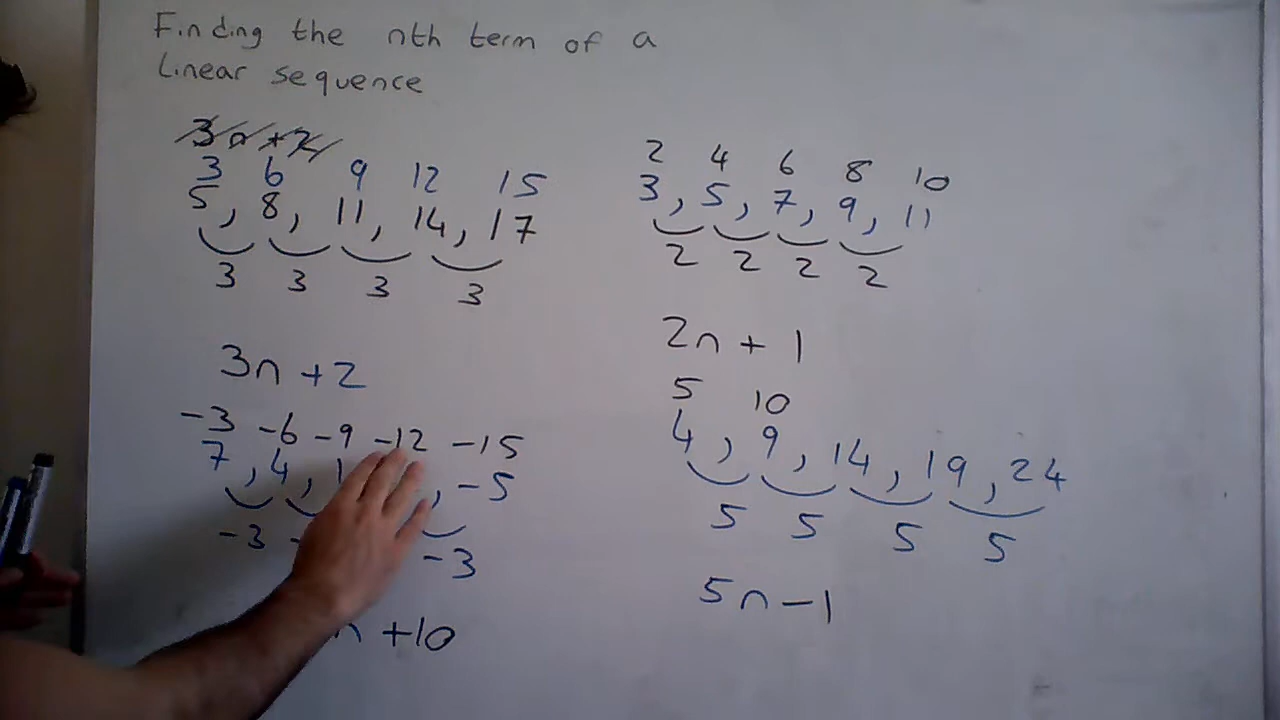 Finding the nth term of a
linear sequence
3n+2
3 6 9 12 15
5, 8, 11, 14, 17
3 3 3 3
3n + 2
-3 -6 -9 -12 -15
7, 4, 1 , -5
-3 - -3
n +10
2 4 6 8 10
3, 5, 7, 9, 11
2 2 2 2
2n + 1
5 10
4, 9, 14, 19, 24
5 5 5 5
5n - 1